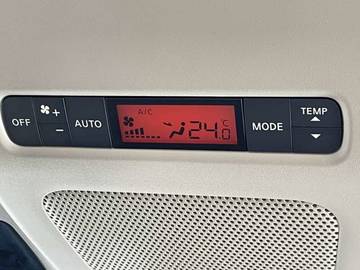 OFF + - AUTO
A/C
24.0 °C
MODE
TEMP